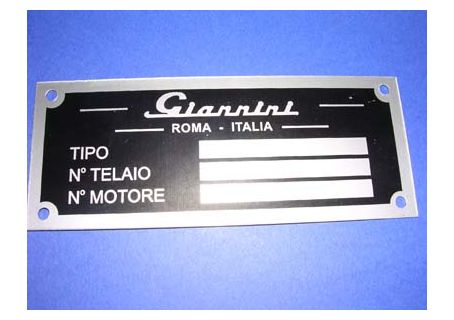 Giannini
ROMA - ITALIA
TIPO
N° TELAIO
N° MOTORE